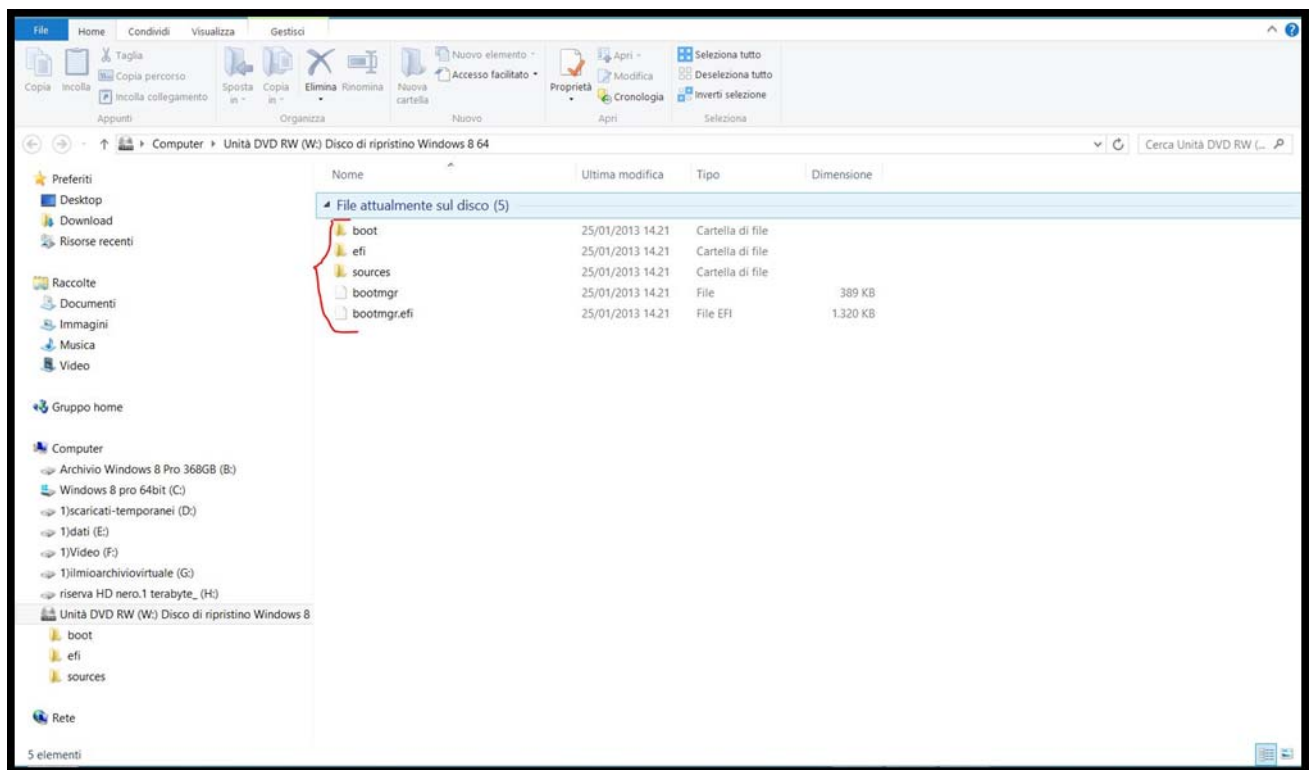 File Home Condividi Visualizza Gestisci
Copia Incolla Taglia Copia percorso Incolla collegamento Appunti
Sposta in Copia in Elimina Rinomina Organizza
Nuova cartella Nuovo elemento Accesso facilitato Nuovo
Proprietà Apri Modifica Cronologia Apri
Seleziona tutto Deseleziona tutto Inverti selezione Seleziona
Computer Unità DVD RW (W:) Disco di ripristino Windows 8 64
Cerca Unità DVD RW (...
Nome Ultima modifica Tipo Dimensione
File attualmente sul disco (5)
boot 25/01/2013 14.21 Cartella di file
efi 25/01/2013 14.21 Cartella di file
sources 25/01/2013 14.21 Cartella di file
bootmgr 25/01/2013 14.21 File 389 KB
bootmgr.efi 25/01/2013 14.21 File EFI 1.320 KB
Preferiti
Desktop
Download
Risorse recenti
Raccolte
Documenti
Immagini
Musica
Video
Gruppo home
Computer
Archivio Windows 8 Pro 368GB (B:)
Windows 8 pro 64bit (C:)
1)scaricati-temporanei (D:)
1)dati (E:)
1)Video (F:)
1)ilmioarchiviovirtuale (G:)
riserva HD nero.1 terabyte_ (H:)
Unità DVD RW (W:) Disco di ripristino Windows 8
boot
efi
sources
Rete
5 elementi